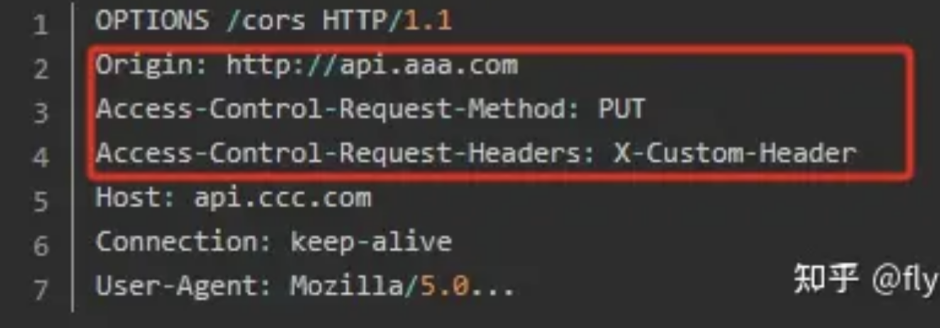 1 OPTIONS /cors HTTP/1.1
2 Origin: http://api.aaa.com
3 Access-Control-Request-Method: PUT
4 Access-Control-Request-Headers: X-Custom-Header
5 Host: api.ccc.com
6 Connection: keep-alive
7 User-Agent: Mozilla/5.0...
知乎 @fly